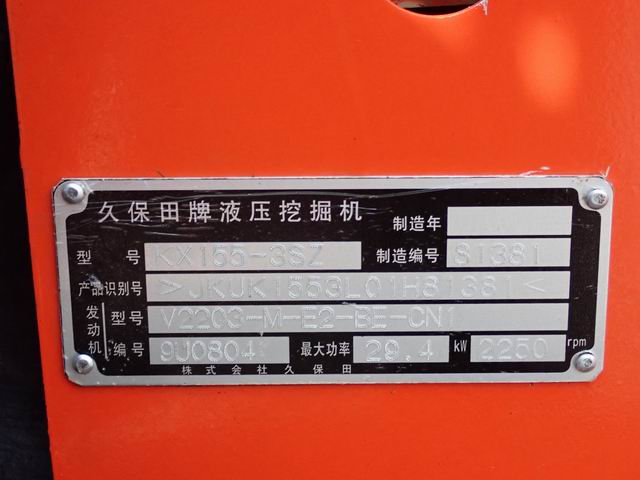 久保田牌液压挖掘机
制造年
型 号 KX155-3SZ 制造编号 81381
产品识别号 >JKUK1553L01H81381<
发动机 型号 V2203-M-E2-BE-CN1
编号 9U0804 最大功率 29.4 kW 2250 rpm
株式会社久保田